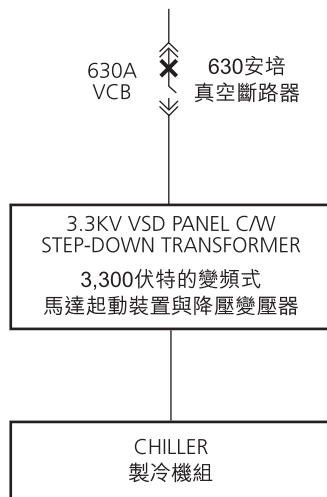 630A
VCB
630安培
真空斷路器
3.3KV VSD PANEL C/W
STEP-DOWN TRANSFORMER
3,300伏特的變頻式
馬達起動裝置與降壓變壓器
CHILLER
製冷機組